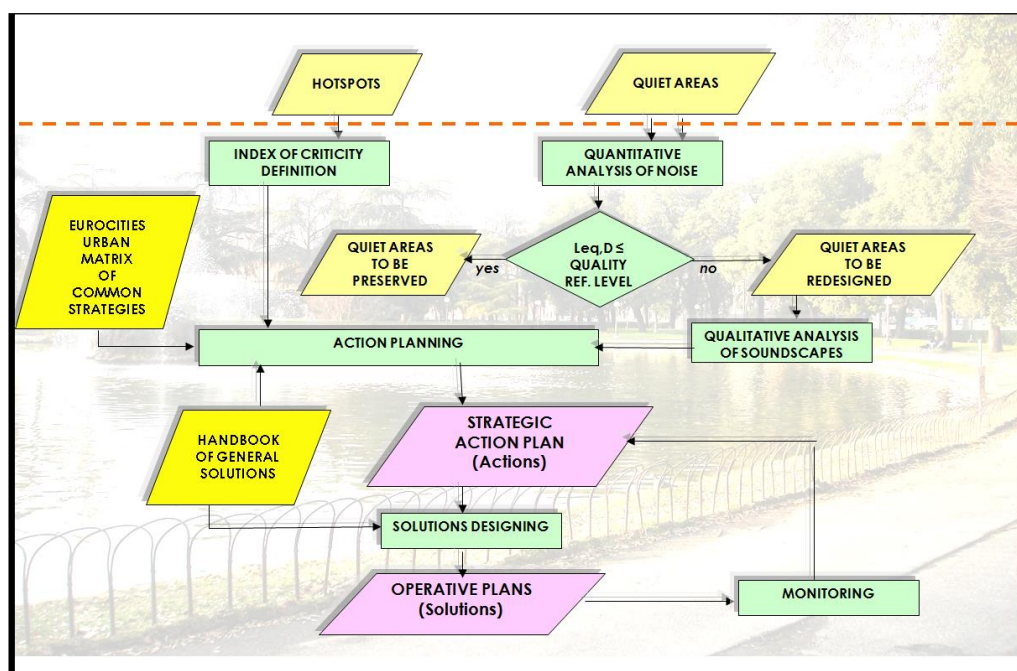 HOTSPOTS
QUIET AREAS
INDEX OF CRITICITY
DEFINITION
QUANTITATIVE
ANALYSIS OF NOISE
EUROCITIES
URBAN
MATRIX
OF
COMMON
STRATEGIES
QUIET AREAS
TO BE
PRESERVED
yes
Leq,D ≤
QUALITY
REF. LEVEL
no
QUIET AREAS
TO BE
REDESIGNED
ACTION PLANNING
QUALITATIVE ANALYSIS
OF SOUNDSCAPES
HANDBOOK
OF GENERAL
SOLUTIONS
STRATEGIC
ACTION PLAN
(Actions)
SOLUTIONS DESIGNING
OPERATIVE PLANS
(Solutions)
MONITORING